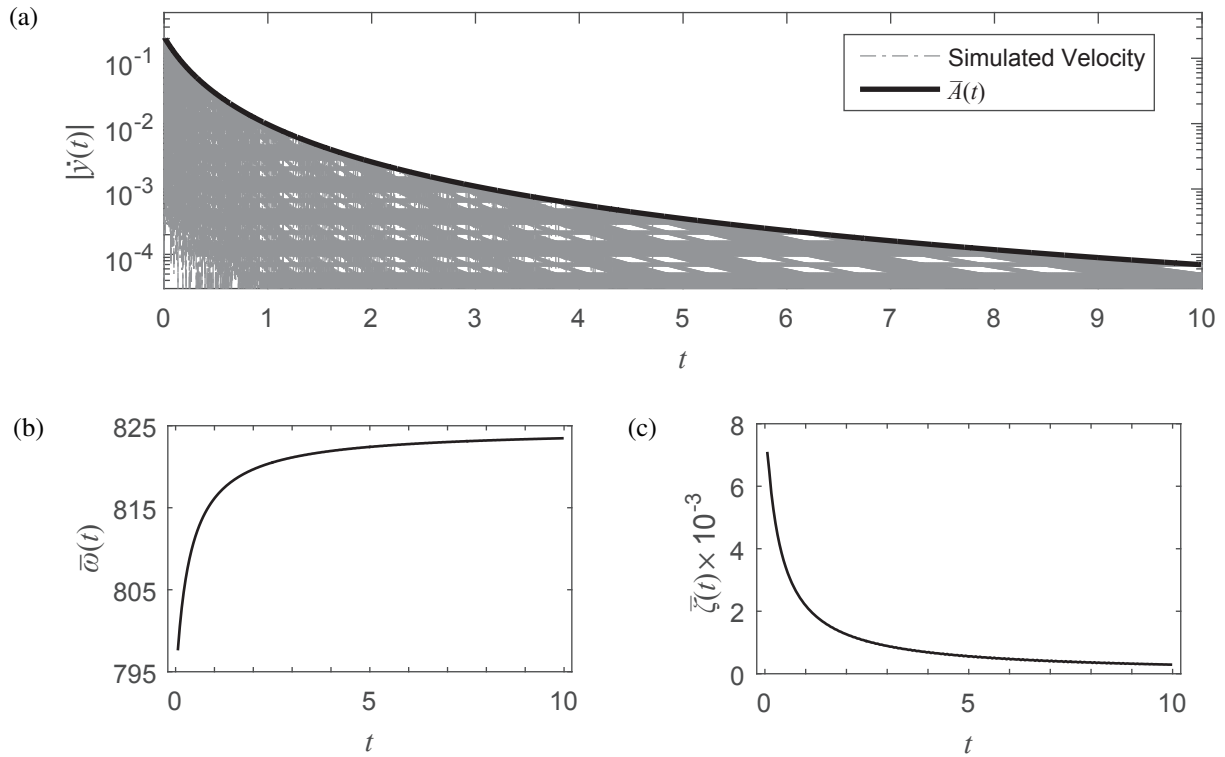 (a)
10^-1
10^-2
10^-3
10^-4
|ẏ(t)|
Simulated Velocity
A̅(t)
0 1 2 3 4 5 6 7 8 9 10
t
(b)
825
815
805
795
ω̅(t)
0 5 10
t
(c)
8
6
4
2
0
ζ̅(t) × 10^-3
0 5 10
t